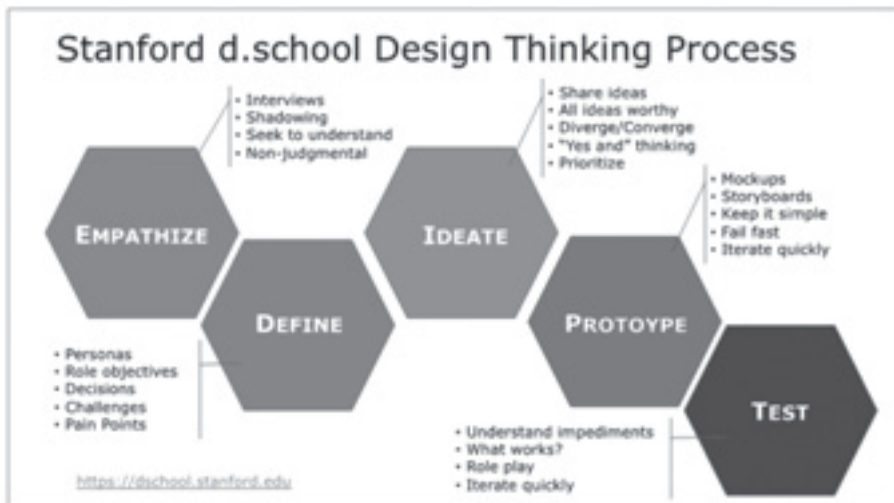 Stanford d.school Design Thinking Process
• Interviews
• Shadowing
• Seek to understand
• Non-judgmental
EMPATHIZE
• Personas
• Role objectives
• Decisions
• Challenges
• Pain Points
DEFINE
• Share ideas
• All ideas worthy
• Diverge/Converge
• "Yes and" thinking
• Prioritize
IDEATE
• Mockups
• Storyboards
• Keep it simple
• Fail fast
• Iterate quickly
PROTOYPE
• Understand impediments
• What works?
• Role play
• Iterate quickly
TEST
https://dschool.stanford.edu